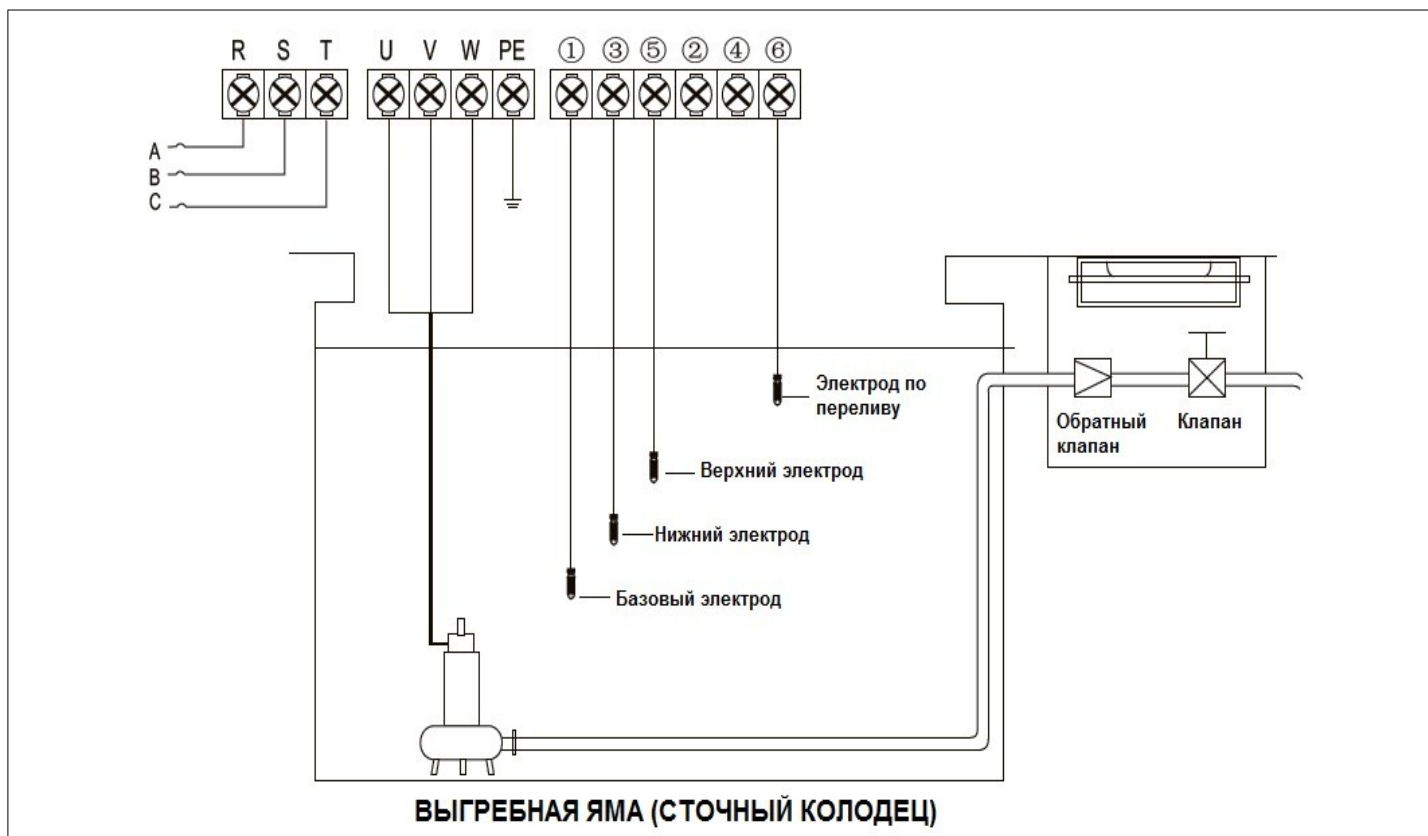 R S T U V W PE ① ③ ⑤ ② ④ ⑥
A
B
C
Электрод по
переливу
Обратный
клапан
Клапан
Верхний электрод
Нижний электрод
Базовый электрод
ВЫГРЕБНАЯ ЯМА (СТОЧНЫЙ КОЛОДЕЦ)